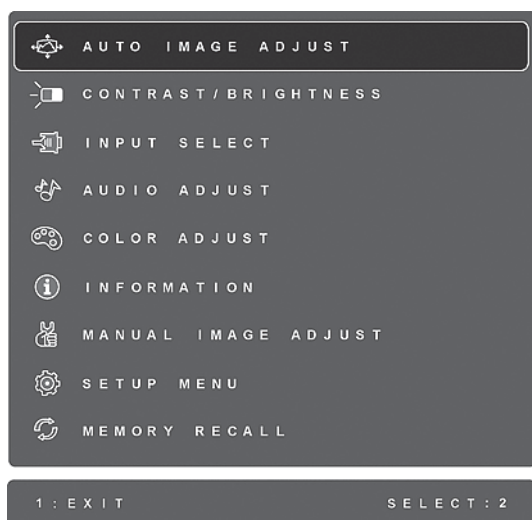 AUTO IMAGE ADJUST
CONTRAST/BRIGHTNESS
INPUT SELECT
AUDIO ADJUST
COLOR ADJUST
INFORMATION
MANUAL IMAGE ADJUST
SETUP MENU
MEMORY RECALL
1:EXIT SELECT:2